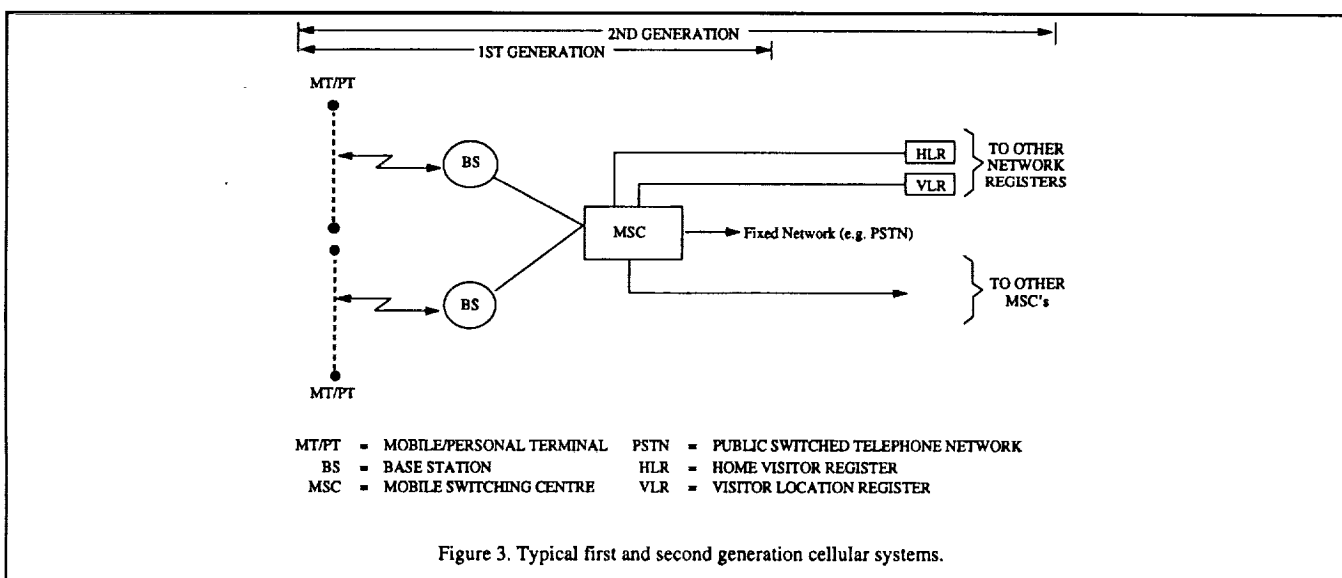 2ND GENERATION
1ST GENERATION
MT/PT
BS
HLR
VLR
TO OTHER
NETWORK
REGISTERS
MSC
Fixed Network (e.g. PSTN)
BS
TO OTHER
MSC's
MT/PT
MT/PT = MOBILE/PERSONAL TERMINAL PSTN = PUBLIC SWITCHED TELEPHONE NETWORK
BS = BASE STATION HLR = HOME VISITOR REGISTER
MSC = MOBILE SWITCHING CENTRE VLR = VISITOR LOCATION REGISTER
Figure 3. Typical first and second generation cellular systems.